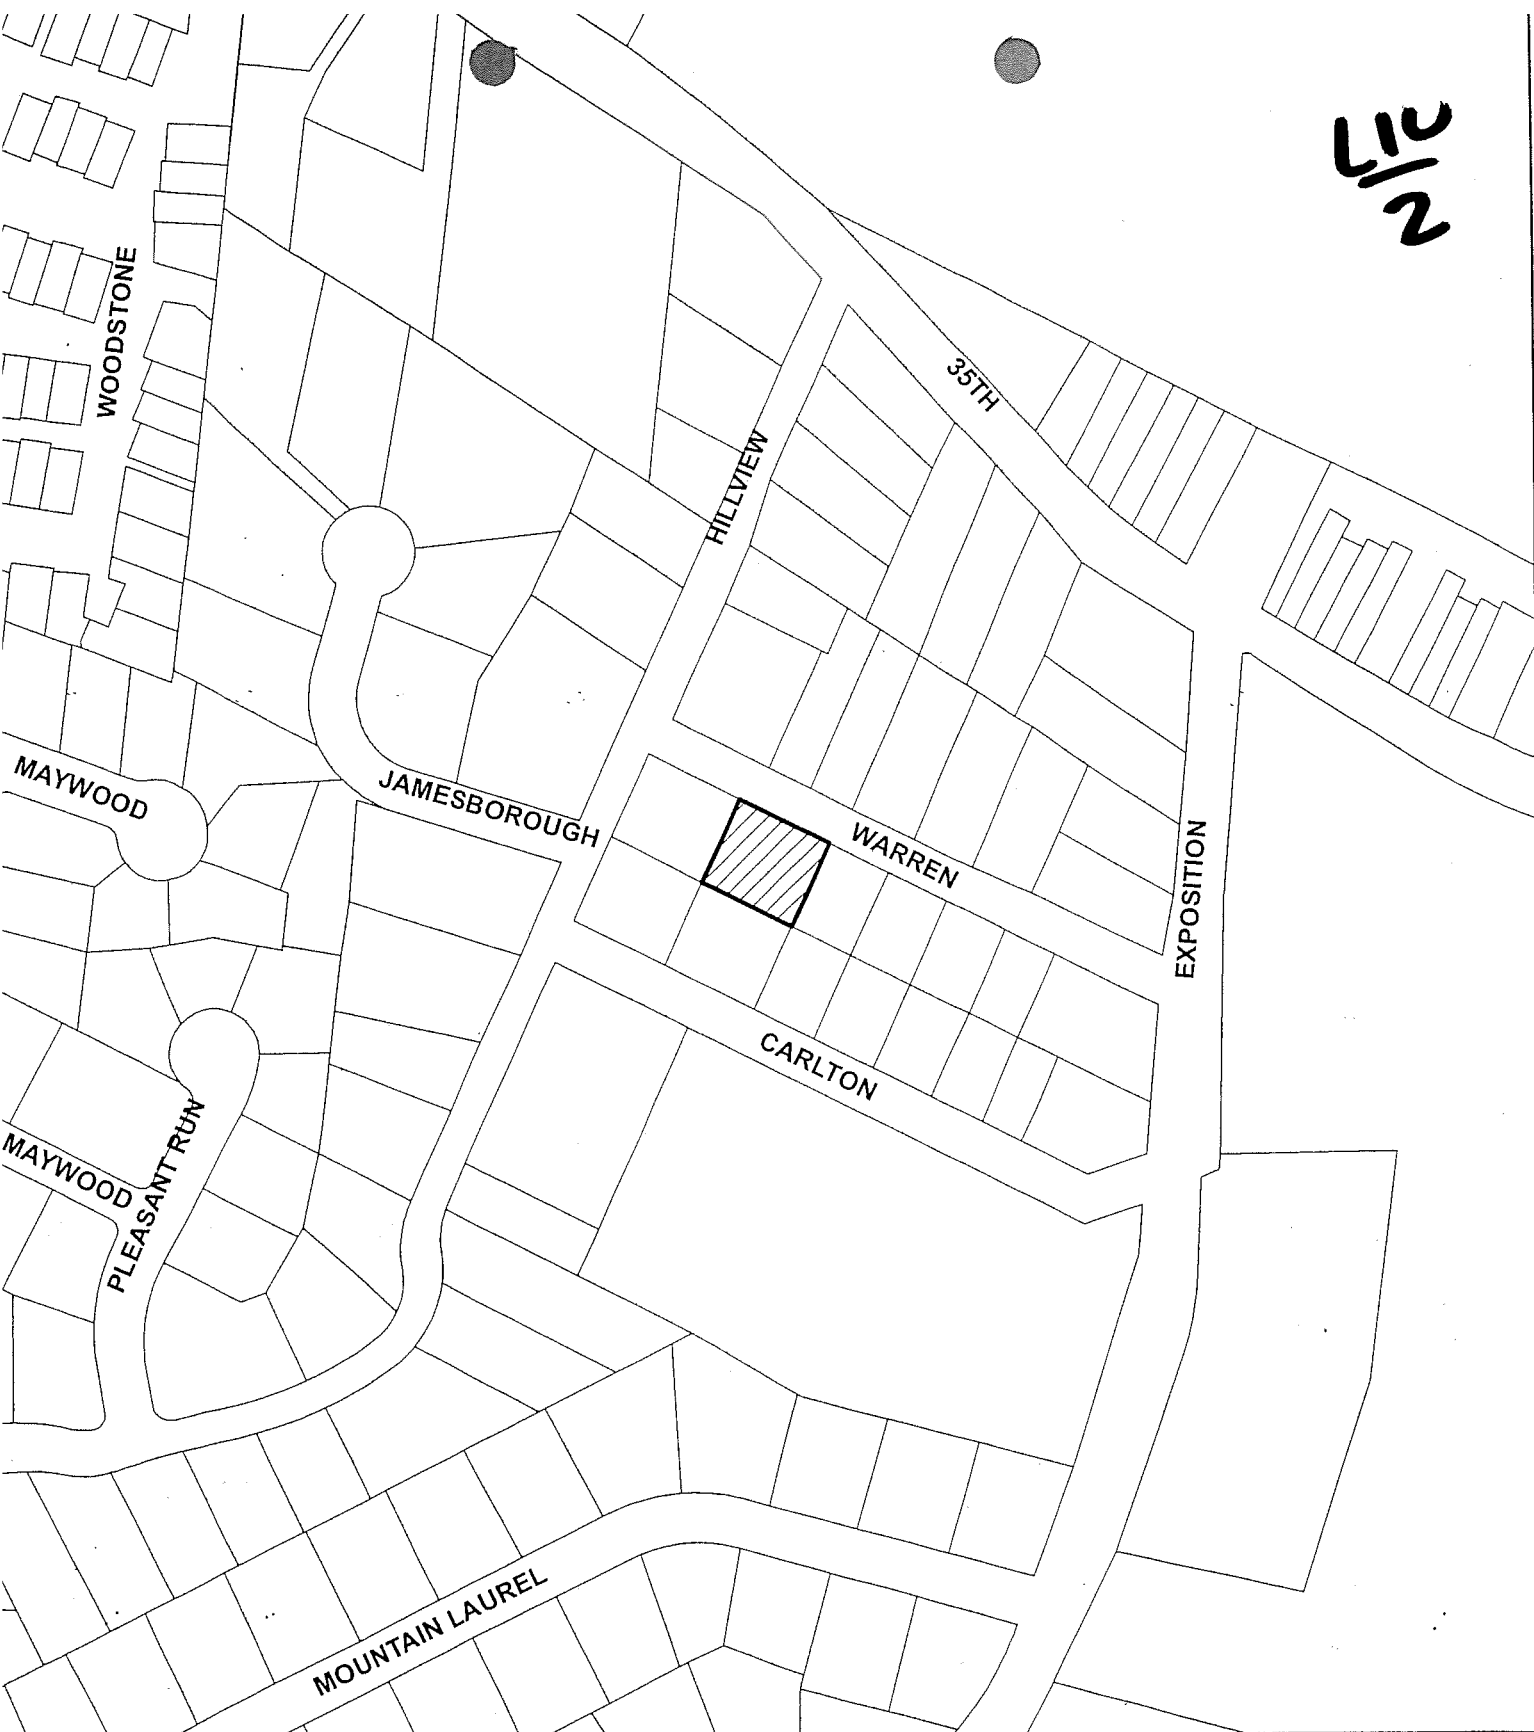 LIU
2
WOODSTONE
35TH
HILLVIEW
MAYWOOD
JAMESBOROUGH
WARREN
EXPOSITION
CARLTON
MAYWOOD
PLEASANT RUN
MOUNTAIN LAUREL